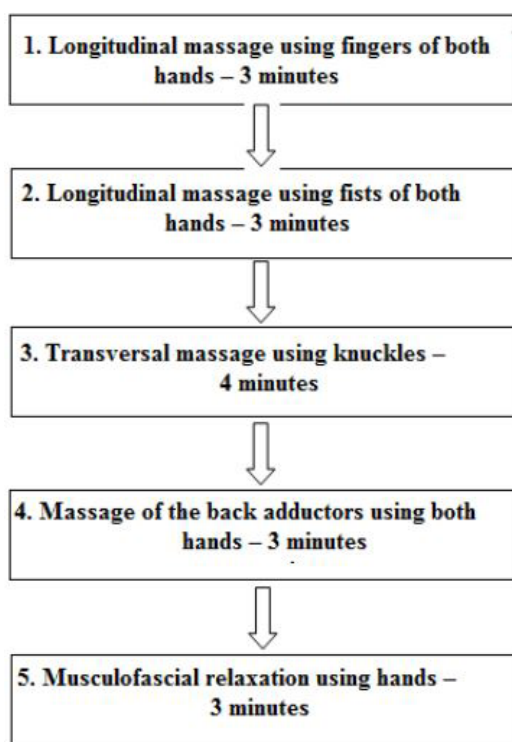 1. Longitudinal massage using fingers of both
hands – 3 minutes
2. Longitudinal massage using fists of both
hands – 3 minutes
3. Transversal massage using knuckles –
4 minutes
4. Massage of the back adductors using both
hands – 3 minutes
5. Musculofascial relaxation using hands –
3 minutes